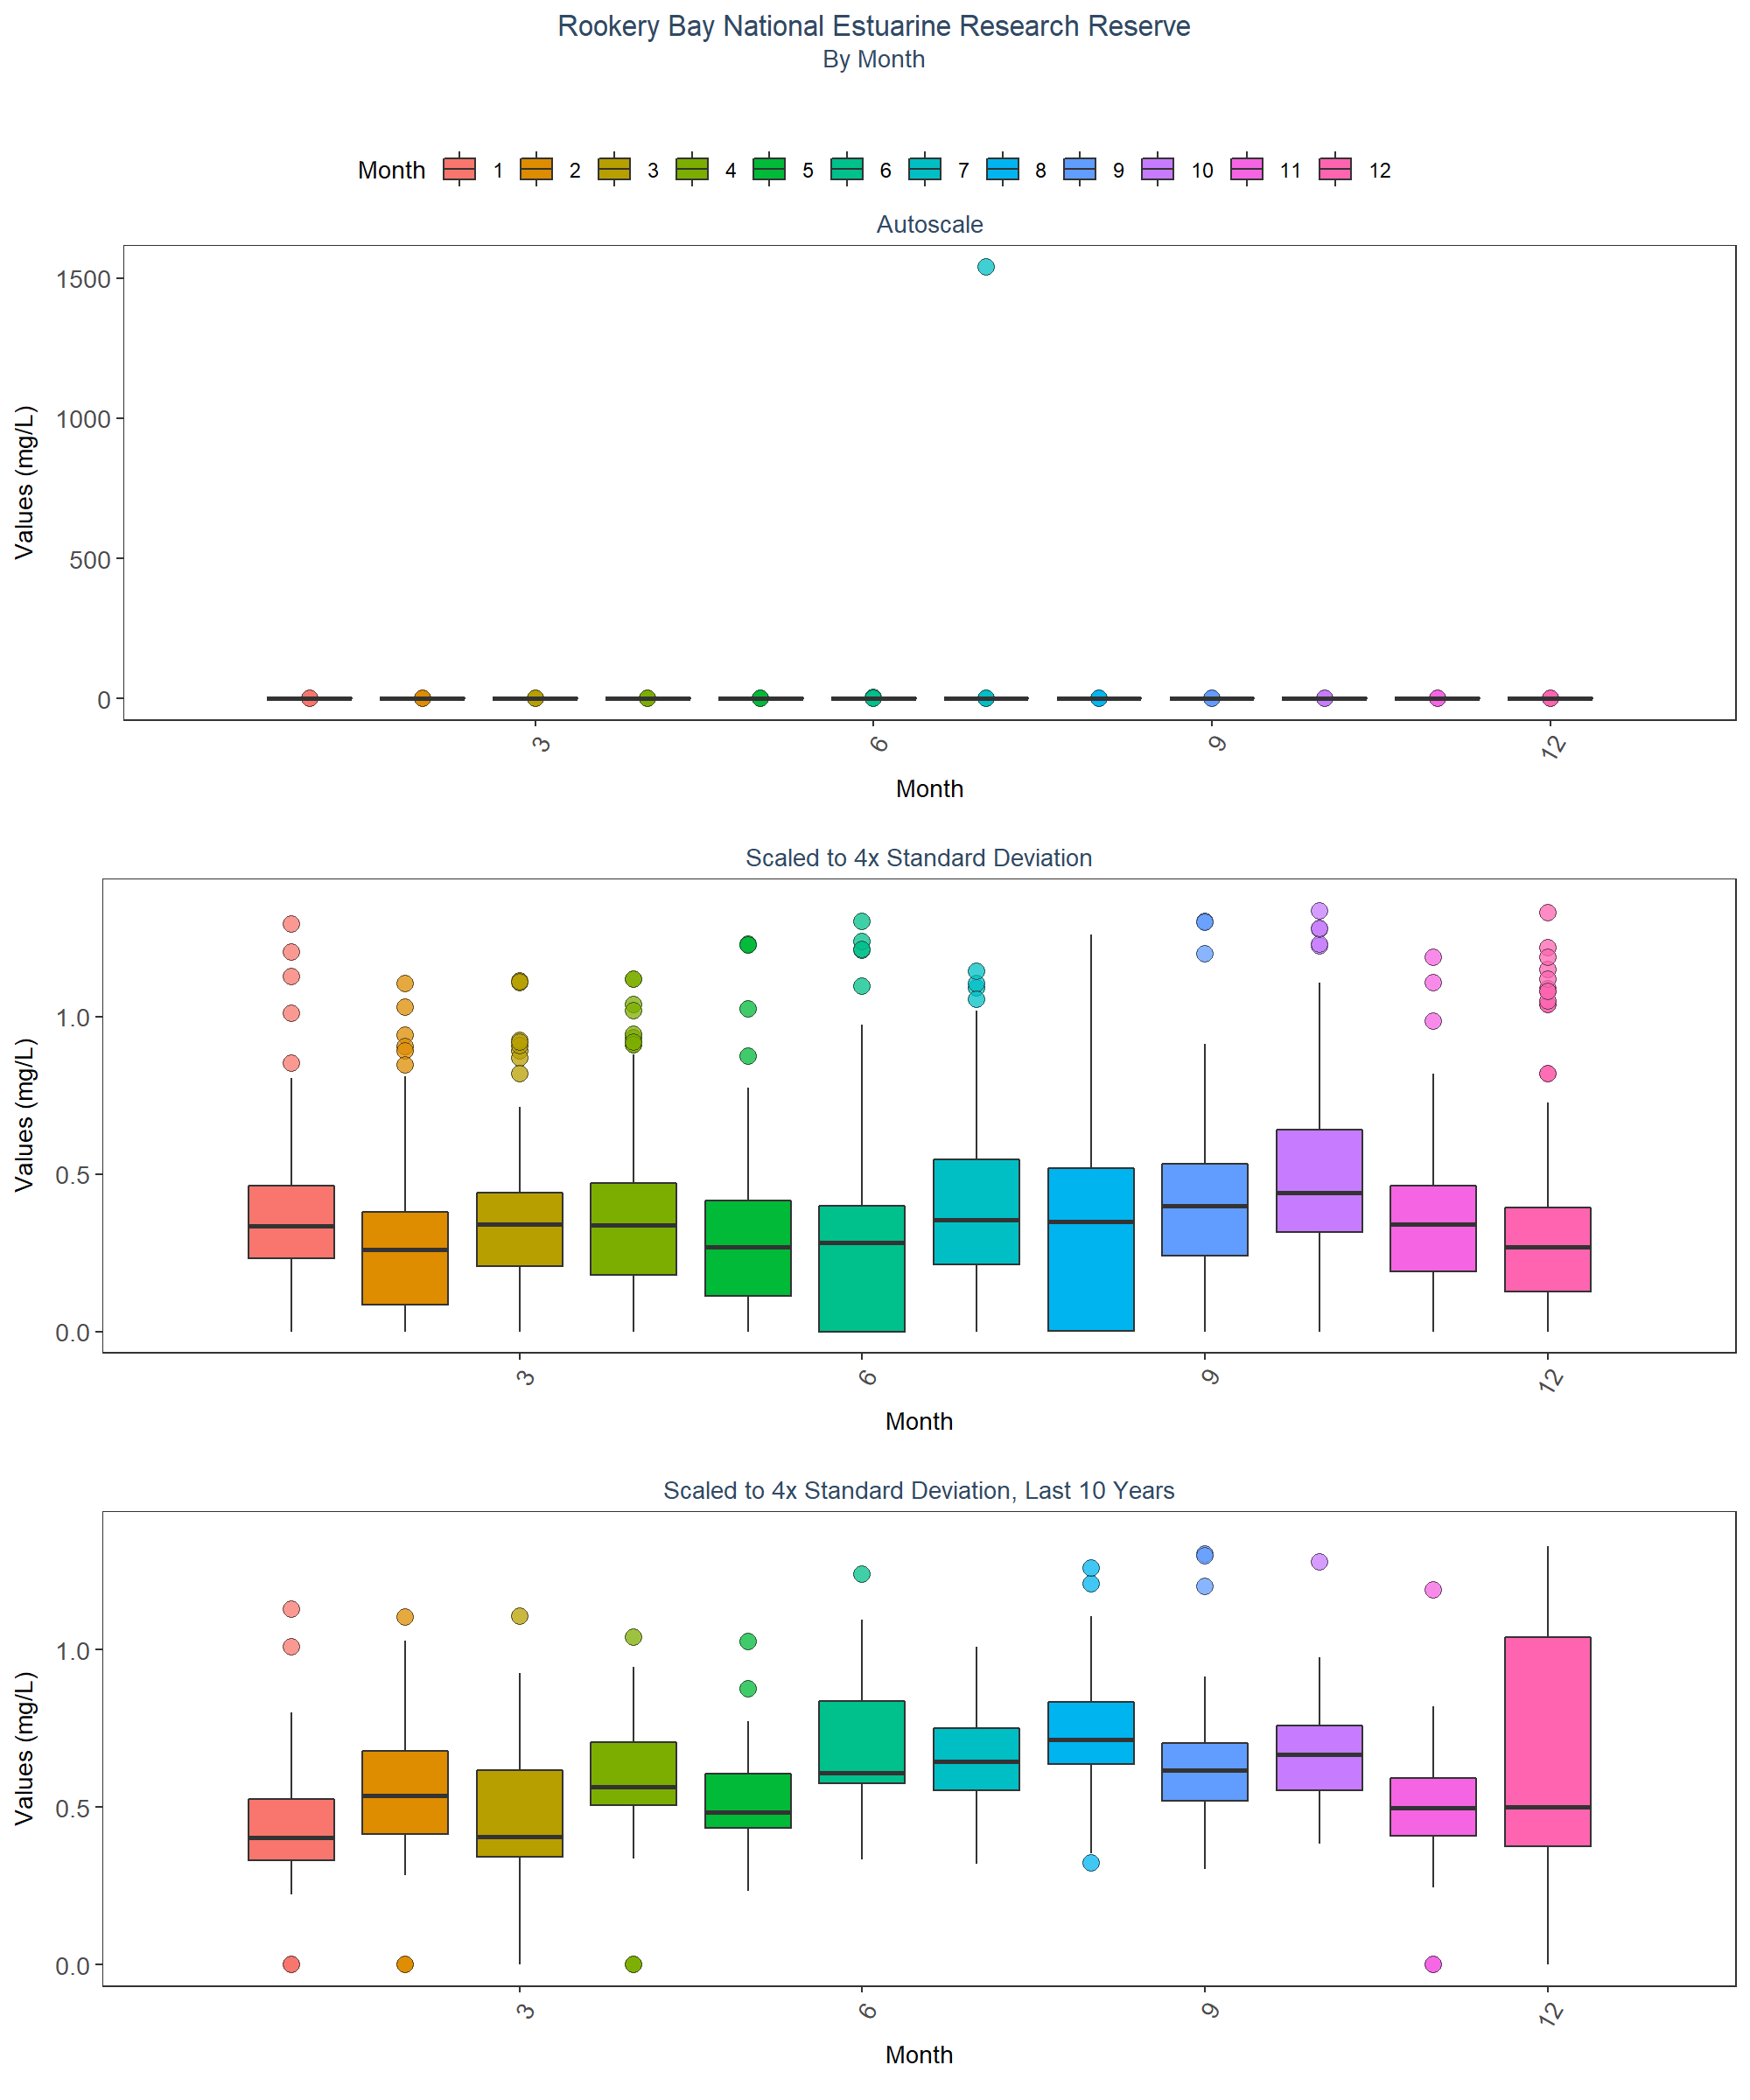 Rookery Bay National Estuarine Research Reserve
By Month
Month 1 2 3 4 5 6 7 8 9 10 11 12
Autoscale
Values (mg/L)
1500
1000
500
0
3 6 9 12
Month
Scaled to 4x Standard Deviation
Values (mg/L)
1.0
0.5
0.0
3 6 9 12
Month
Scaled to 4x Standard Deviation, Last 10 Years
Values (mg/L)
1.0
0.5
0.0
3 6 9 12
Month